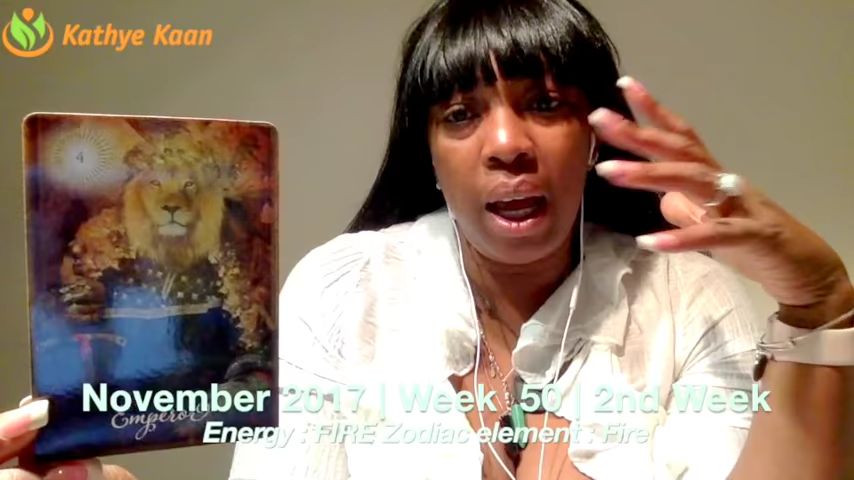 Kathye Kaan
4
Emperor
November 2017 | Week 50 | 2nd Week
Energy : FIRE Zodiac element : Fire